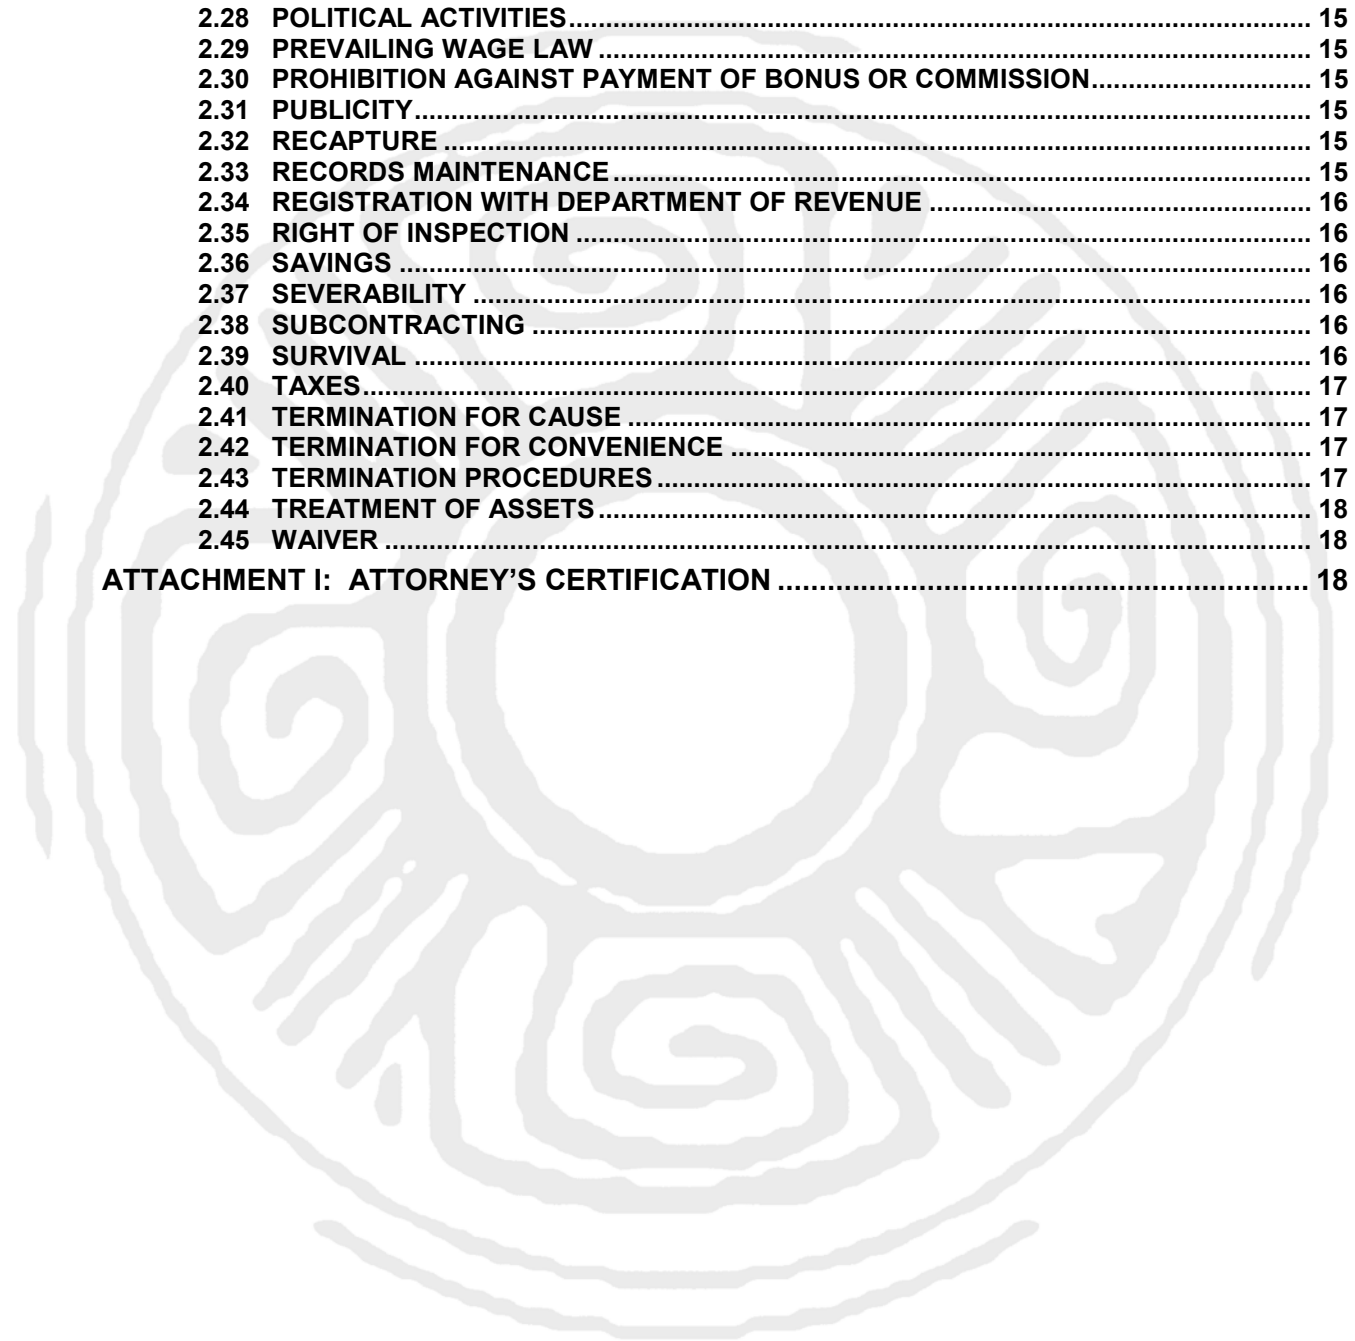 2.28 POLITICAL ACTIVITIES........................................................................................... 15
2.29 PREVAILING WAGE LAW....................................................................................... 15
2.30 PROHIBITION AGAINST PAYMENT OF BONUS OR COMMISSION........................... 15
2.31 PUBLICITY.............................................................................................................. 15
2.32 RECAPTURE.......................................................................................................... 15
2.33 RECORDS MAINTENANCE..................................................................................... 15
2.34 REGISTRATION WITH DEPARTMENT OF REVENUE............................................... 16
2.35 RIGHT OF INSPECTION.......................................................................................... 16
2.36 SAVINGS................................................................................................................ 16
2.37 SEVERABILITY....................................................................................................... 16
2.38 SUBCONTRACTING................................................................................................ 16
2.39 SURVIVAL.............................................................................................................. 16
2.40 TAXES.................................................................................................................... 17
2.41 TERMINATION FOR CAUSE.................................................................................... 17
2.42 TERMINATION FOR CONVENIENCE....................................................................... 17
2.43 TERMINATION PROCEDURES................................................................................ 17
2.44 TREATMENT OF ASSETS........................................................................................ 18
2.45 WAIVER.................................................................................................................. 18
ATTACHMENT I: ATTORNEY’S CERTIFICATION................................................................ 18